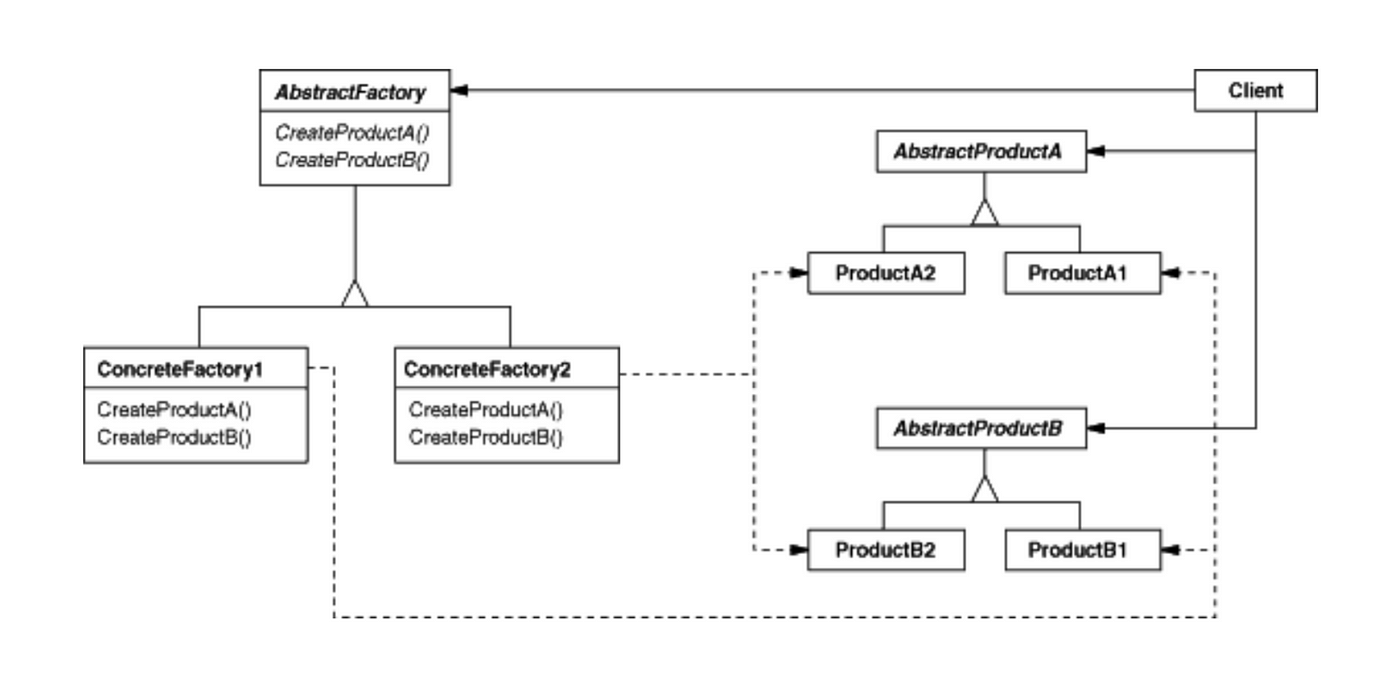 AbstractFactory
CreateProductA()
CreateProductB()
Client
AbstractProductA
ProductA2
ProductA1
ConcreteFactory1
CreateProductA()
CreateProductB()
ConcreteFactory2
CreateProductA()
CreateProductB()
AbstractProductB
ProductB2
ProductB1